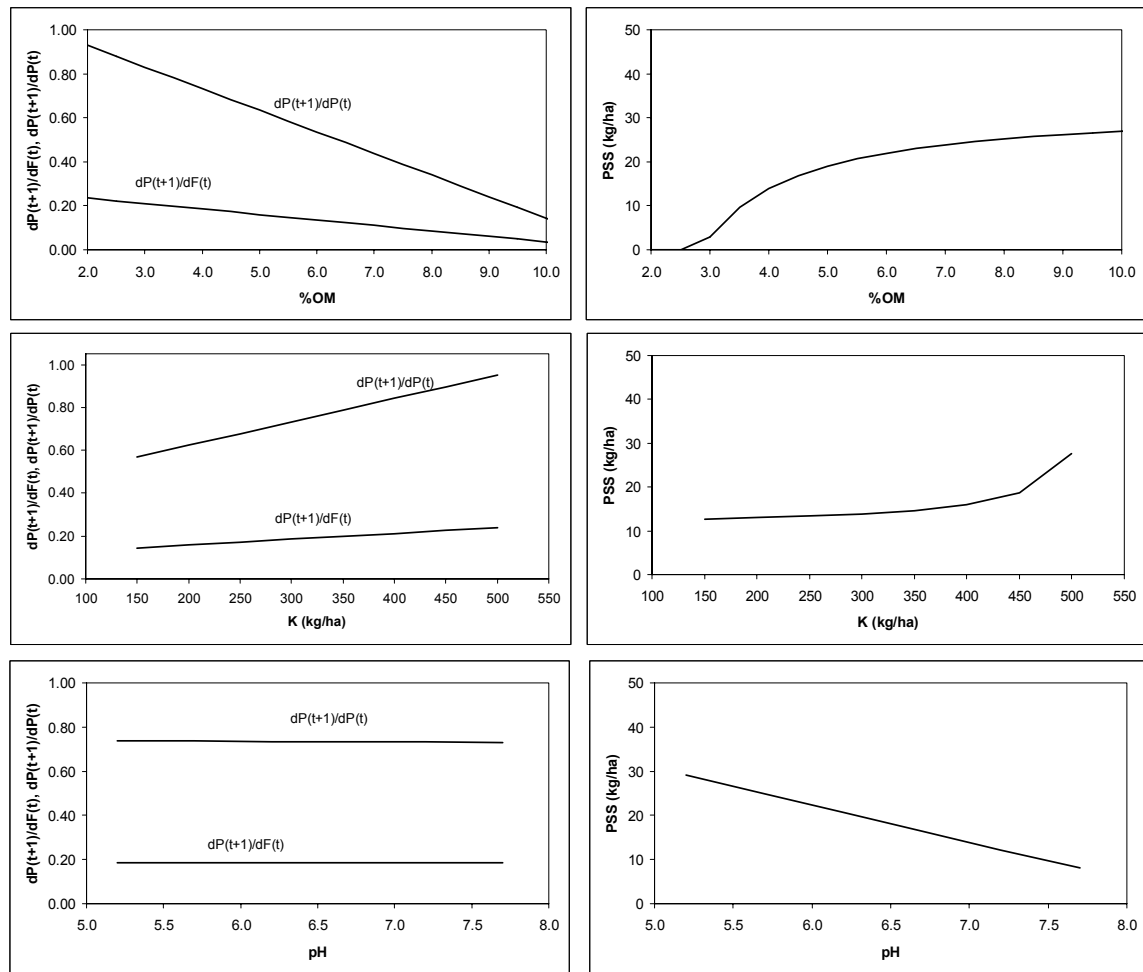 dP(t+1)/dF(t), dP(t+1)/dP(t)
1.00
0.80
0.60
0.40
0.20
0.00
dP(t+1)/dP(t)
dP(t+1)/dF(t)
2.0 3.0 4.0 5.0 6.0 7.0 8.0 9.0 10.0
%OM
PSS (kg/ha)
50
40
30
20
10
0
2.0 3.0 4.0 5.0 6.0 7.0 8.0 9.0 10.0
%OM
dP(t+1)/dF(t), dP(t+1)/dP(t)
1.00
0.80
0.60
0.40
0.20
0.00
dP(t+1)/dP(t)
dP(t+1)/dF(t)
100 150 200 250 300 350 400 450 500 550
K (kg/ha)
PSS (kg/ha)
50
40
30
20
10
0
100 150 200 250 300 350 400 450 500 550
K (kg/ha)
dP(t+1)/dF(t), dP(t+1)/dP(t)
1.00
0.80
0.60
0.40
0.20
0.00
dP(t+1)/dP(t)
dP(t+1)/dF(t)
5.0 5.5 6.0 6.5 7.0 7.5 8.0
pH
PSS (kg/ha)
50
40
30
20
10
0
5.0 5.5 6.0 6.5 7.0 7.5 8.0
pH